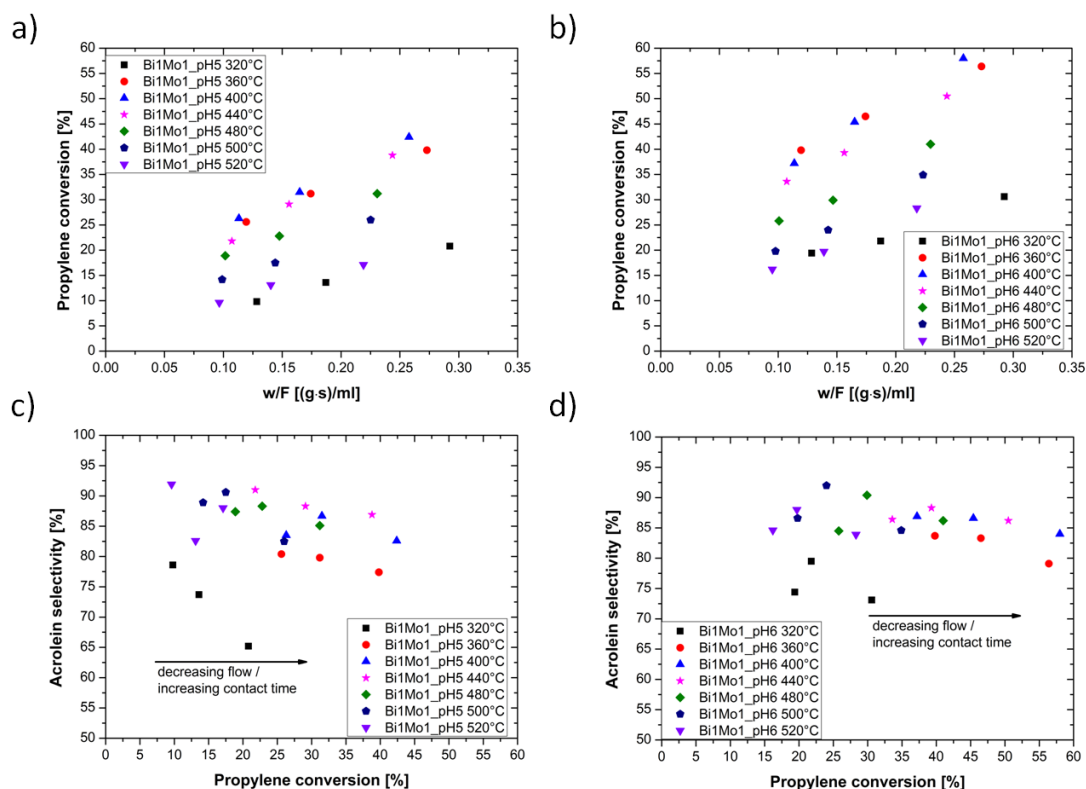 a)
60
55
50
45
40
35
30
25
20
15
10
5
0
Propylene conversion [%]
Bi1Mo1_pH5 320°C
Bi1Mo1_pH5 360°C
Bi1Mo1_pH5 400°C
Bi1Mo1_pH5 440°C
Bi1Mo1_pH5 480°C
Bi1Mo1_pH5 500°C
Bi1Mo1_pH5 520°C
0.00 0.05 0.10 0.15 0.20 0.25 0.30 0.35
w/F [(g·s)/ml]
b)
60
55
50
45
40
35
30
25
20
15
10
5
0
Propylene conversion [%]
Bi1Mo1_pH6 320°C
Bi1Mo1_pH6 360°C
Bi1Mo1_pH6 400°C
Bi1Mo1_pH6 440°C
Bi1Mo1_pH6 480°C
Bi1Mo1_pH6 500°C
Bi1Mo1_pH6 520°C
0.00 0.05 0.10 0.15 0.20 0.25 0.30 0.35
w/F [(g·s)/ml]
c)
100
95
90
85
80
75
70
65
60
55
50
Acrolein selectivity [%]
decreasing flow /
increasing contact time
Bi1Mo1_pH5 320°C
Bi1Mo1_pH5 360°C
Bi1Mo1_pH5 400°C
Bi1Mo1_pH5 440°C
Bi1Mo1_pH5 480°C
Bi1Mo1_pH5 500°C
Bi1Mo1_pH5 520°C
0 5 10 15 20 25 30 35 40 45 50 55 60
Propylene conversion [%]
d)
100
95
90
85
80
75
70
65
60
55
50
Acrolein selectivity [%]
decreasing flow /
increasing contact time
Bi1Mo1_pH6 320°C
Bi1Mo1_pH6 360°C
Bi1Mo1_pH6 400°C
Bi1Mo1_pH6 440°C
Bi1Mo1_pH6 480°C
Bi1Mo1_pH6 500°C
Bi1Mo1_pH6 520°C
0 5 10 15 20 25 30 35 40 45 50 55 60
Propylene conversion [%]